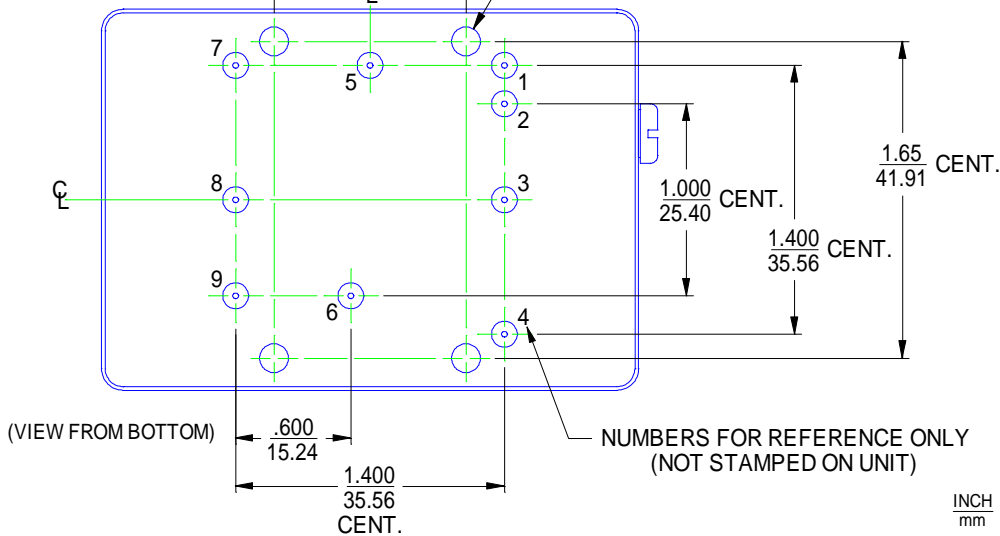 L
7
5
1
2
1.65
41.91 CENT.
C
L
8
3
1.000
25.40 CENT.
1.400
35.56 CENT.
9
6
4
(VIEW FROM BOTTOM)
.600
15.24
NUMBERS FOR REFERENCE ONLY
(NOT STAMPED ON UNIT)
1.400
35.56
CENT.
INCH
mm